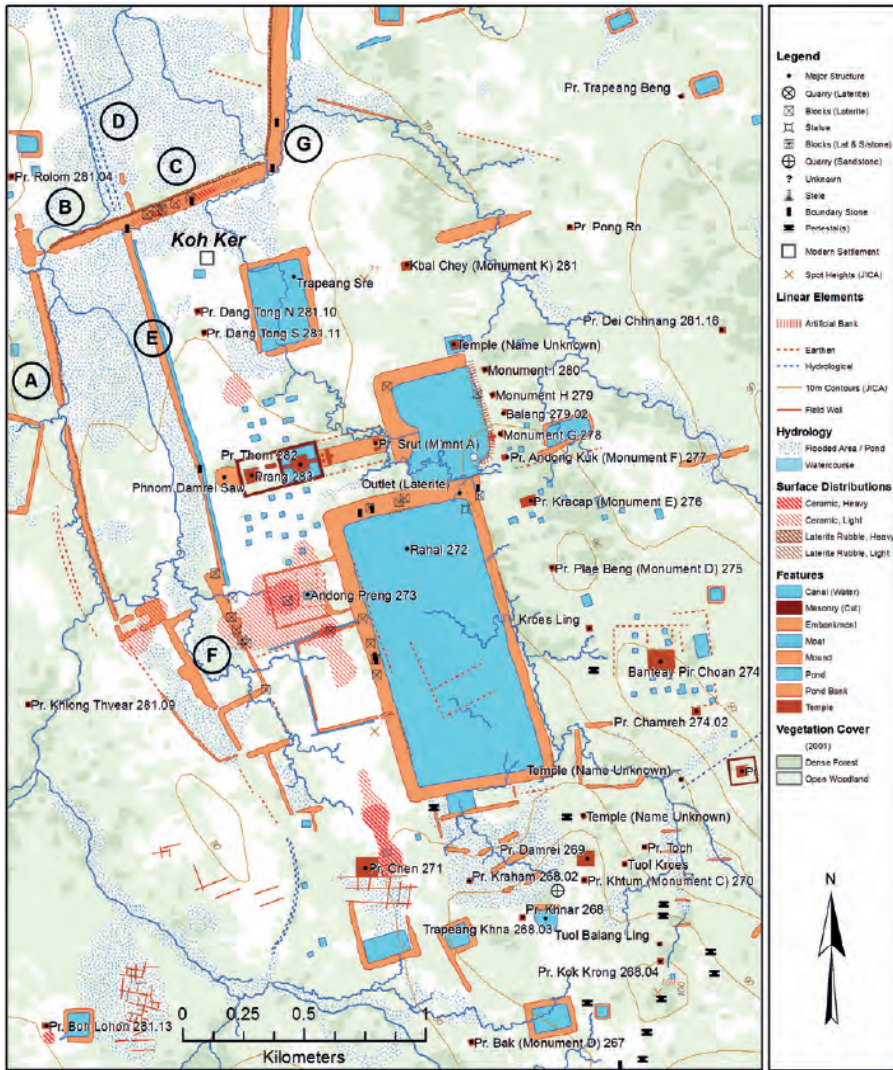 Pr. Trapeang Beng
G
D
C
Pr. Rolom 281.04
B
70
Pr. Pong Ro
Koh Ker
Kbal Chey (Monument K) 281
Trapeang Sre
Pr. Dang Tong N 281.10
Pr. Dei Chhnang 281.16
Pr. Dang Tong S 281.11
E
Temple (Name Unknown)
A
Monument I 280
90
Monument H 279
Balang 279.02
Pr. Srut (M'mnt A)
Monument G 278
Pr. Thom 282
Pr. Andong Kuk (Monument F) 277
Prang 283
Phnom Damrei Saw
Outlet (Laterite)
Pr. Kracap (Monument E) 276
Rahal 272
Pr. Plae Beng (Monument D) 275
Andong Preng 273
Kroes Ling
F
Banteay Pir Choan 274
90
Pr. Khlong Thvear 281.09
Pr. Chamreh 274.02
Temple (Name Unknown)
Temple (Name Unknown)
90
Pr. Damrei 269
Pr. Toch
Tuol Kroes
Pr. Chen 271
Pr. Kraham 268.02
Pr. Khtum (Monument C) 270
Pr. Khnar 268
Trapeang Khna 268.03
Tuol Balang Ling
Pr. Kok Krong 268.04
100
Pr. Boh Lohon 281.13
0 0.25 0.5 1
Kilometers
Pr. Bak (Monument D) 267
Legend
Major Structure
Quarry (Laterite)
Blocks (Laterite)
Statue
Blocks (Lat & S/stone)
Quarry (Sandstone)
? Unknown
Stele
Boundary Stone
Pedestal(s)
Modern Settlement
Spot Heights (JICA)
Linear Elements
Artificial Bank
Earthen
Hydrological
10m Contours (JICA)
Field Wall
Hydrology
Flooded Area / Pond
Watercourse
Surface Distributions
Ceramic, Heavy
Ceramic, Light
Laterite Rubble, Heavy
Laterite Rubble, Light
Features
Canal (Water)
Masonry (Cut)
Embankment
Moat
Mound
Pond
Pond Bank
Temple
Vegetation Cover
(2001)
Dense Forest
Open Woodland
N